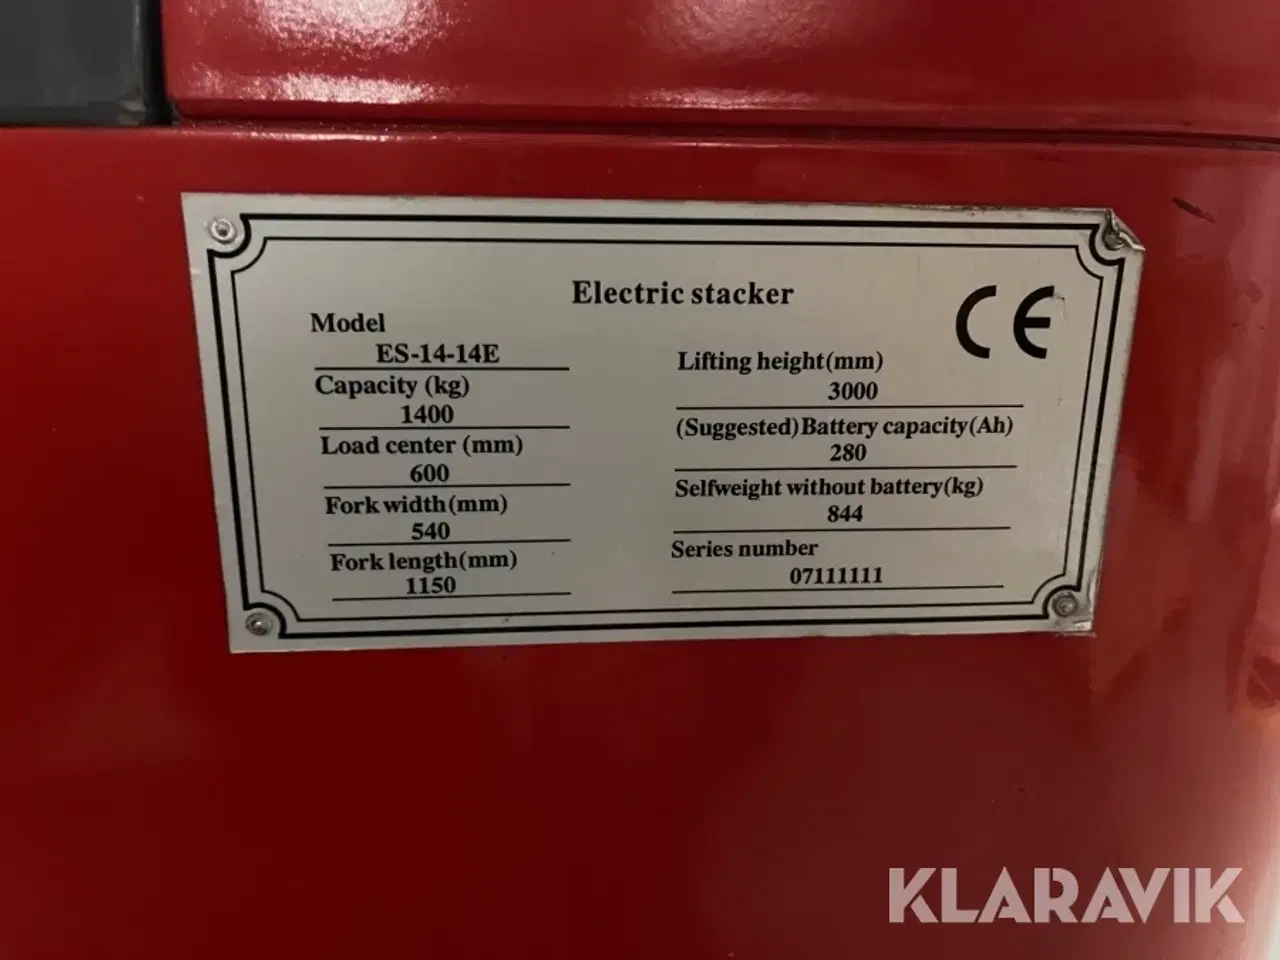 Electric stacker
CE
Model
ES-14-14E
Capacity (kg)
1400
Load center (mm)
600
Fork width(mm)
540
Fork length(mm)
1150
Lifting height(mm)
3000
(Suggested)Battery capacity(Ah)
280
Selfweight without battery(kg)
844
Series number
07111111
KLARAVIK